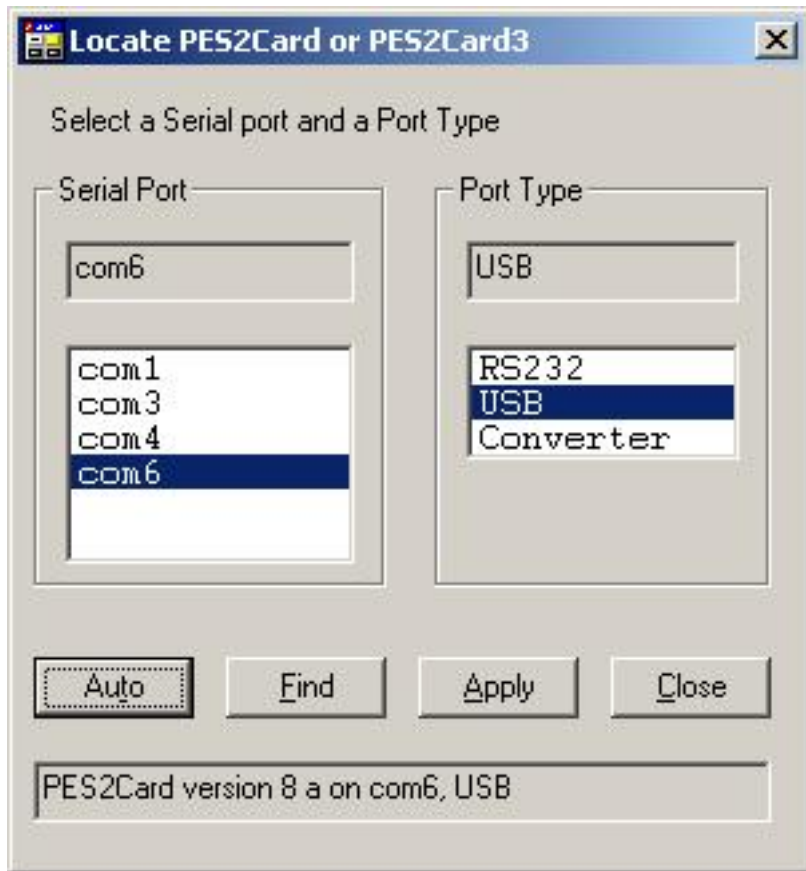 Locate PES2Card or PES2Card3
Select a Serial port and a Port Type
Serial Port
com6
com1
com3
com4
com6
Port Type
USB
RS232
USB
Converter
Auto Find Apply Close
PES2Card version 8 a on com6, USB